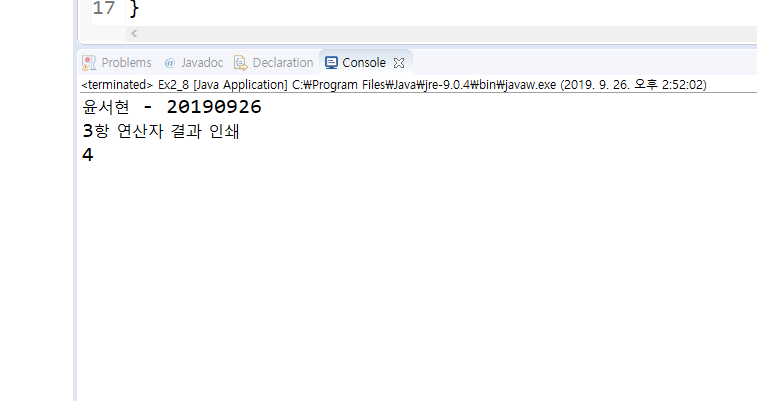 17 }
<
Problems @ Javadoc Declaration Console
<terminated> Ex2_8 [Java Application] C:₩Program Files₩Java₩jre-9.0.4₩bin₩javaw.exe (2019. 9. 26. 오후 2:52:02)
윤서현 - 20190926
3항 연산자 결과 인쇄
4